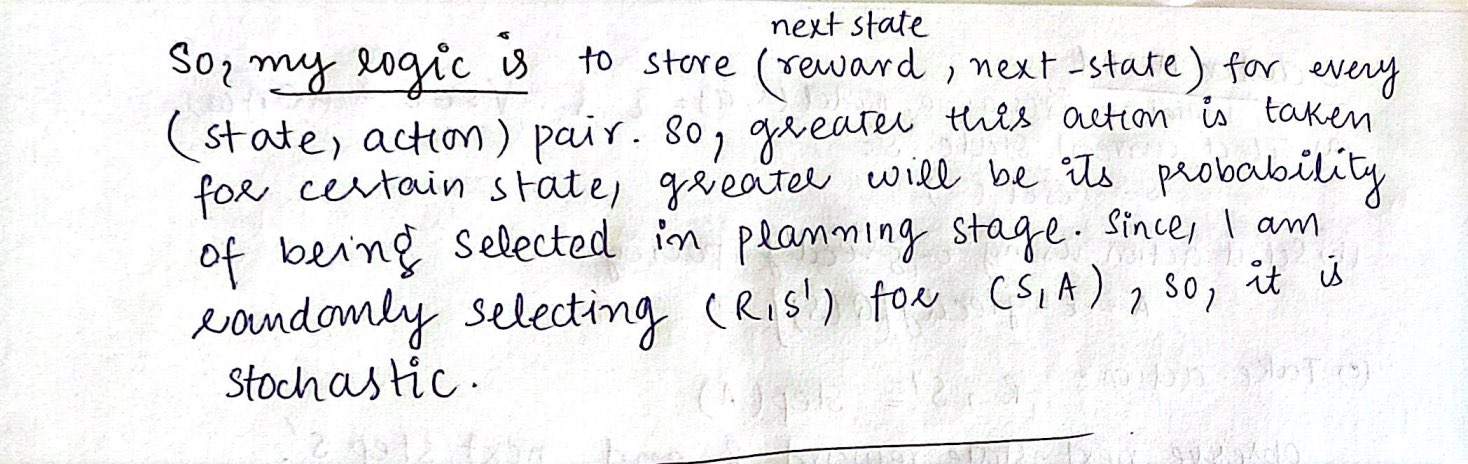 next state
So, my logic is to store (reward, next-state) for every
(state, action) pair. So, greater this action is taken
for certain state, greater will be its probability
of being selected in planning stage. Since, I am
randomly selecting (R,S') for (S,A), so, it is
stochastic.